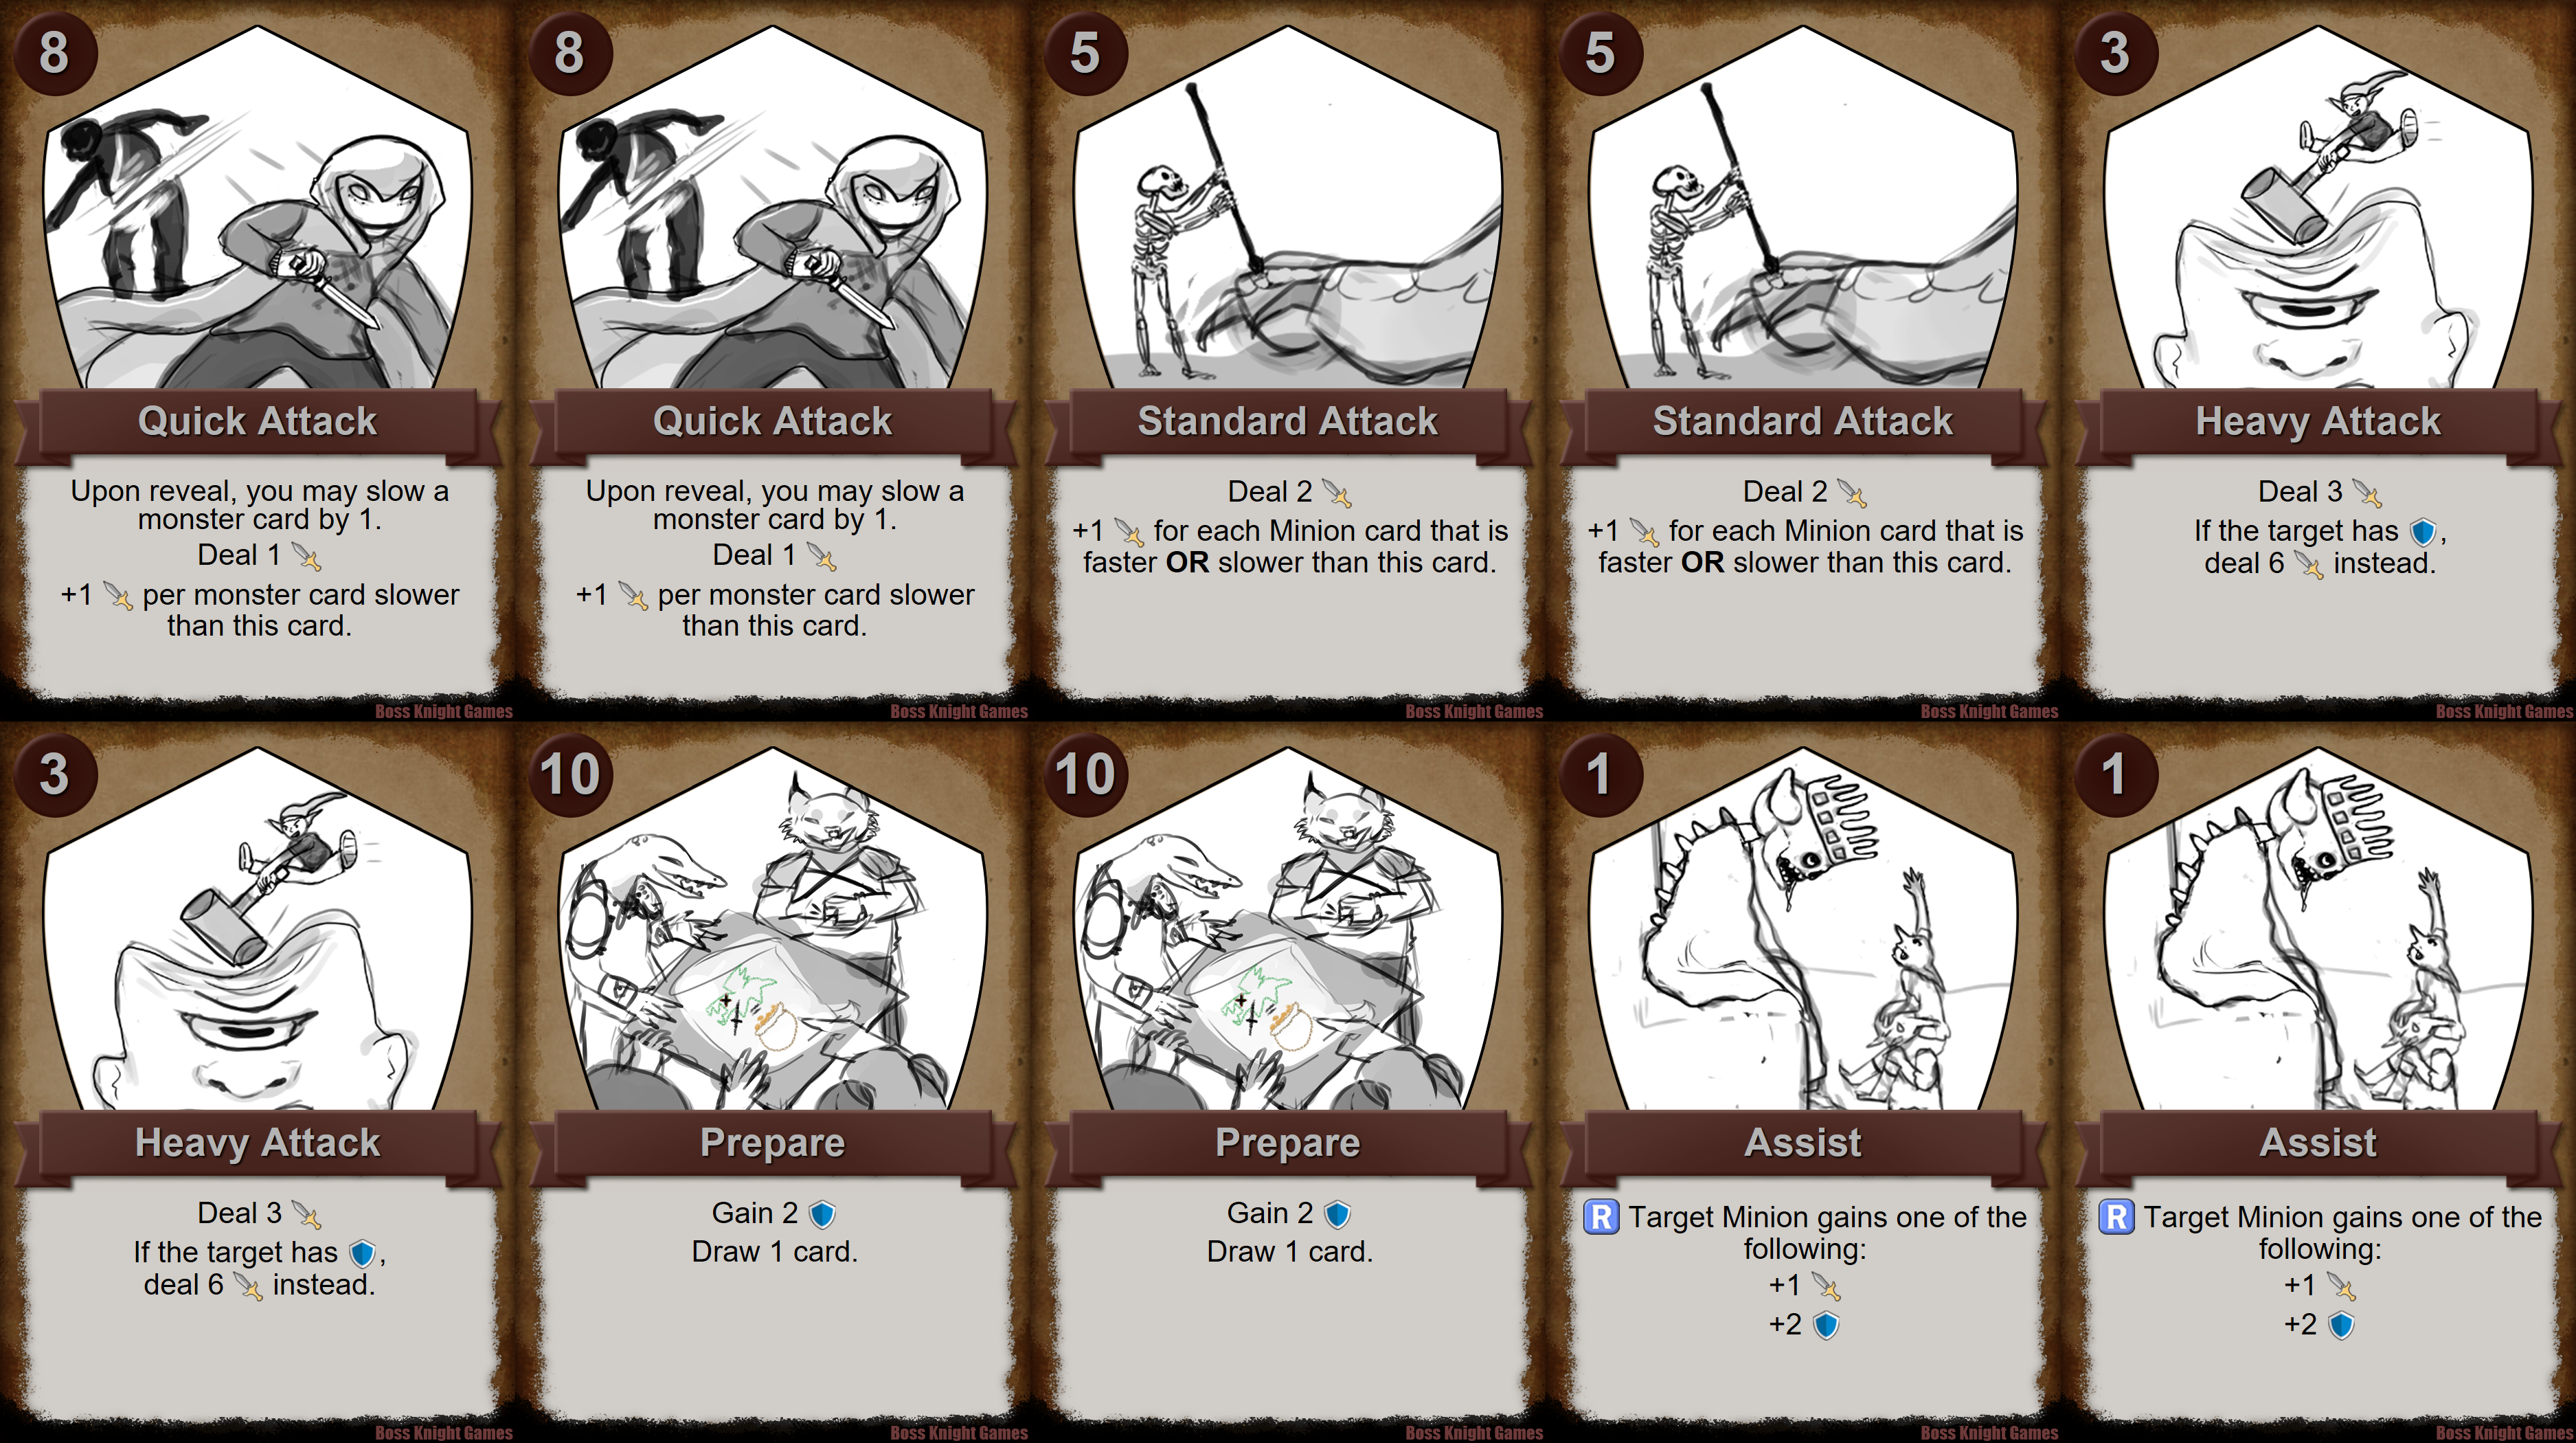 8
Quick Attack
Upon reveal, you may slow a
monster card by 1.
Deal 1
+1 per monster card slower
than this card.
Boss Knight Games
8
Quick Attack
Upon reveal, you may slow a
monster card by 1.
Deal 1
+1 per monster card slower
than this card.
Boss Knight Games
5
Standard Attack
Deal 2
+1 for each Minion card that is
faster OR slower than this card.
Boss Knight Games
5
Standard Attack
Deal 2
+1 for each Minion card that is
faster OR slower than this card.
Boss Knight Games
3
Heavy Attack
Deal 3
If the target has ,
deal 6 instead.
Boss Knight Games
3
Heavy Attack
Deal 3
If the target has ,
deal 6 instead.
Boss Knight Games
10
Prepare
Gain 2
Draw 1 card.
Boss Knight Games
10
Prepare
Gain 2
Draw 1 card.
Boss Knight Games
1
Assist
R Target Minion gains one of the
following:
+1
+2
Boss Knight Games
1
Assist
R Target Minion gains one of the
following:
+1
+2
Boss Knight Games